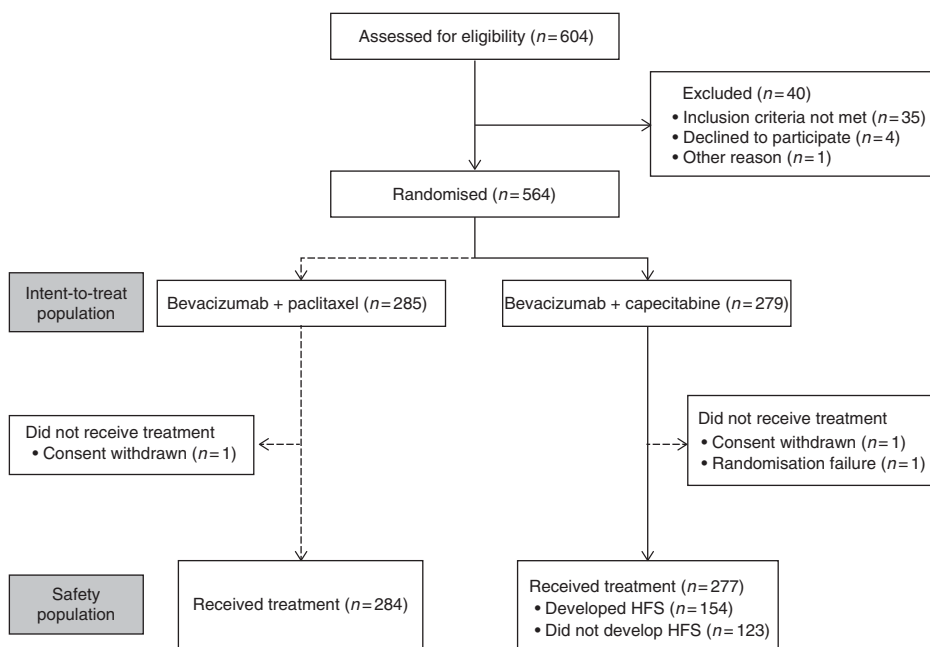 Assessed for eligibility (n=604)
Excluded (n=40)
• Inclusion criteria not met (n=35)
• Declined to participate (n=4)
• Other reason (n=1)
Randomised (n=564)
Intent-to-treat
population
Bevacizumab + paclitaxel (n=285)
Bevacizumab + capecitabine (n=279)
Did not receive treatment
• Consent withdrawn (n=1)
Did not receive treatment
• Consent withdrawn (n=1)
• Randomisation failure (n=1)
Safety
population
Received treatment (n=284)
Received treatment (n=277)
• Developed HFS (n=154)
• Did not develop HFS (n=123)